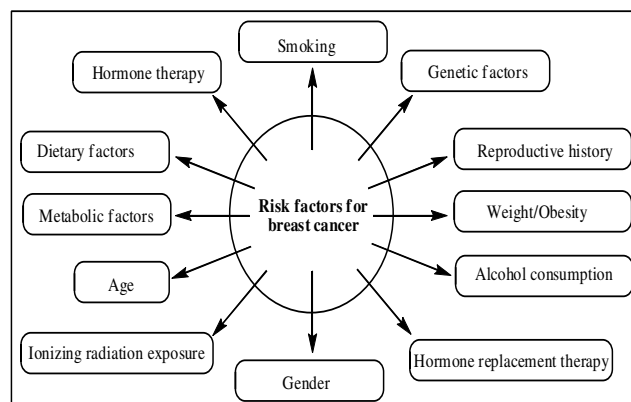 Smoking
Hormone therapy
Genetic factors
Dietary factors
Reproductive history
Metabolic factors
Risk factors for
breast cancer
Weight/Obesity
Age
Alcohol consumption
Ionizing radiation exposure
Hormone replacement therapy
Gender